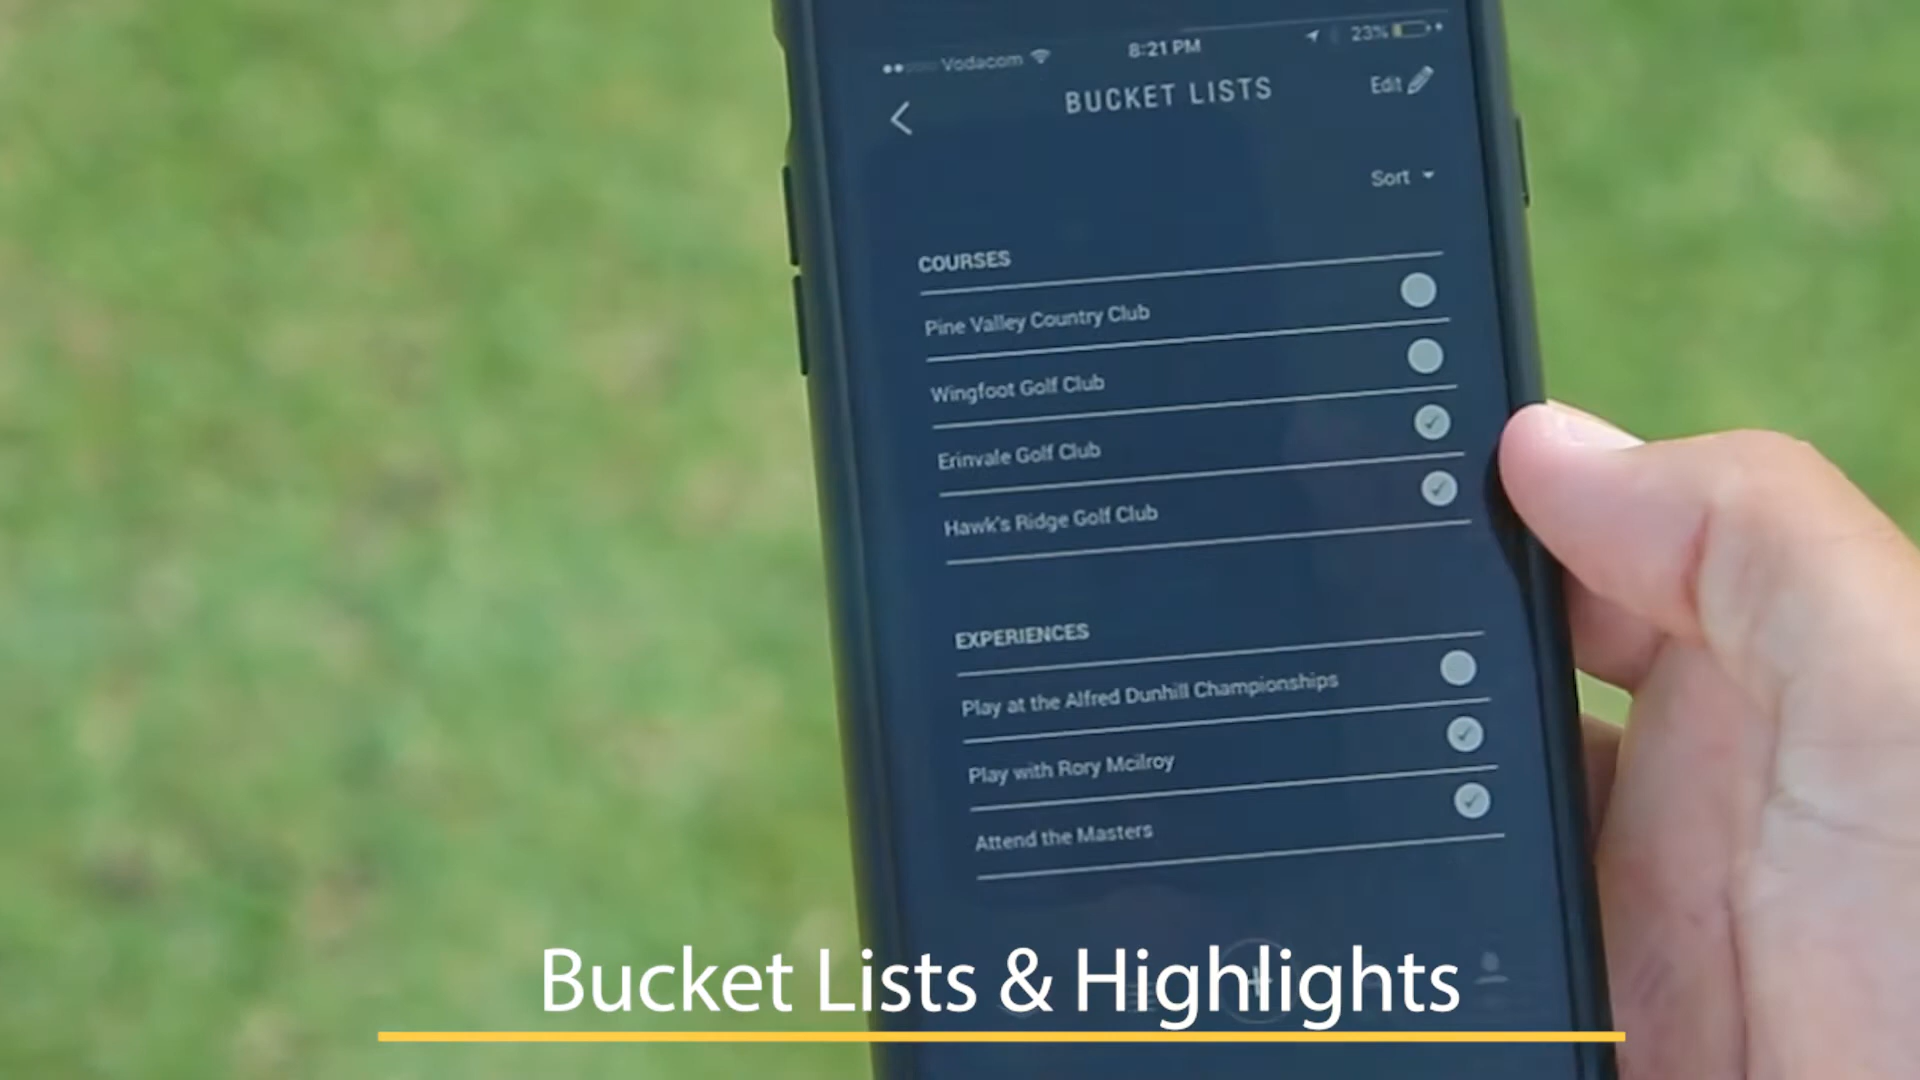 Vodacom 8:21 PM 23%
BUCKET LISTS Edit
Sort
COURSES
Pine Valley Country Club
Wingfoot Golf Club
Erinvale Golf Club
Hawk's Ridge Golf Club
EXPERIENCES
Play at the Alfred Dunhill Championships
Play with Rory Mcilroy
Attend the Masters
Bucket Lists & Highlights